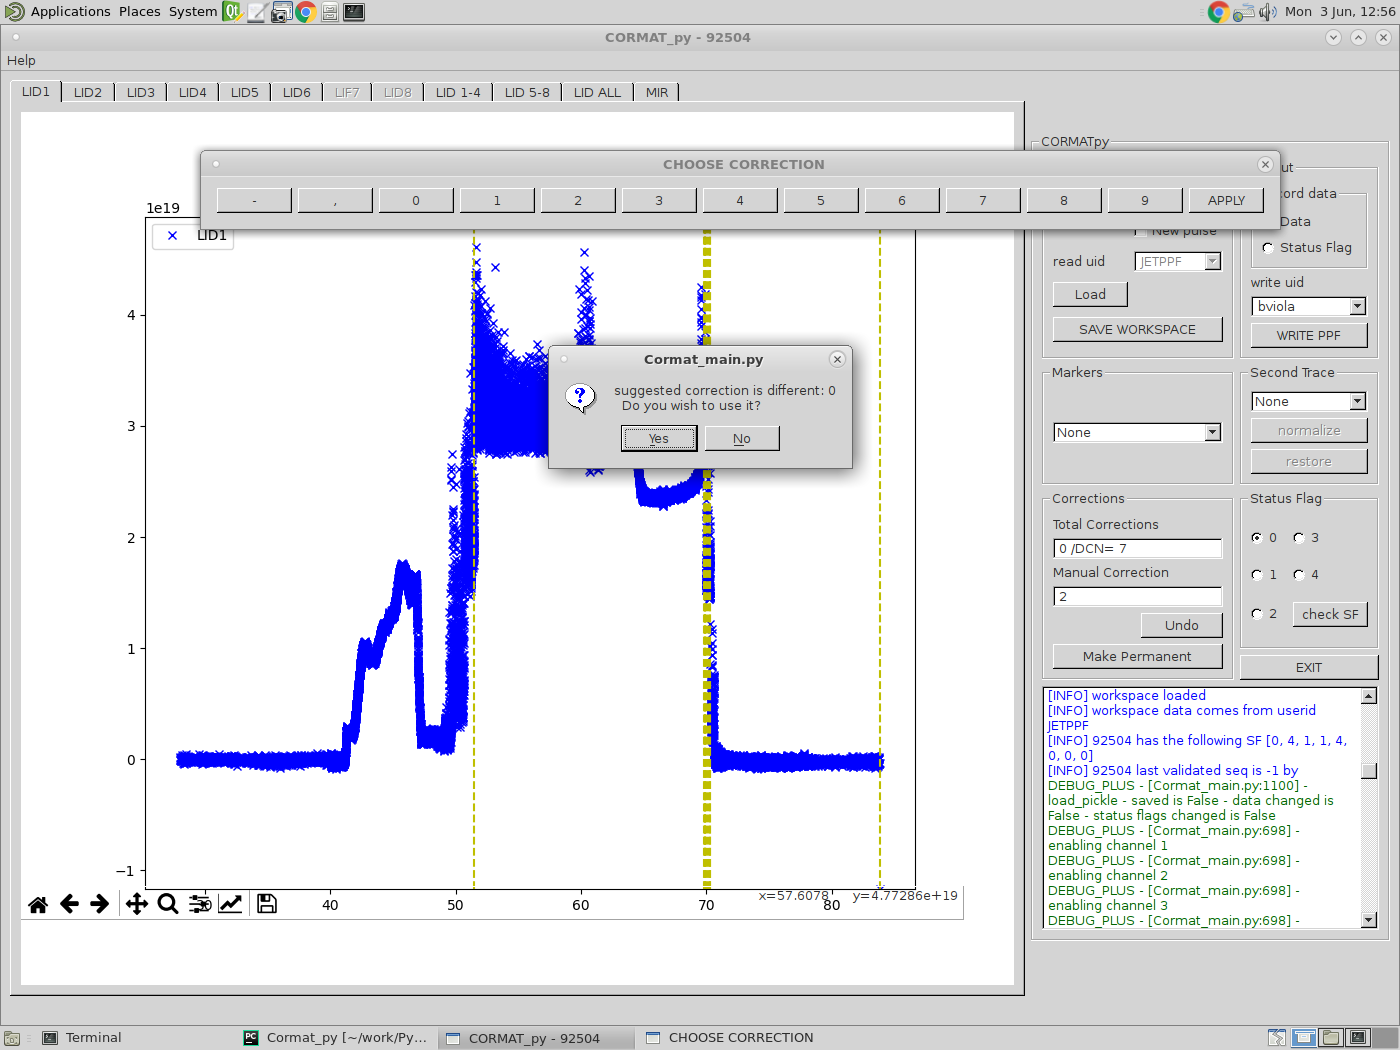 Applications Places System
Mon 3 Jun, 12:56
CORMAT_py - 92504
Help
LID1 LID2 LID3 LID4 LID5 LID6 LIF7 LID8 LID 1-4 LID 5-8 LID ALL MIR
CHOOSE CORRECTION
- , 0 1 2 3 4 5 6 7 8 9 APPLY
1e19
LID1
4
3
2
1
0
−1
40 50 60 70 80
x=57.6078 y=4.77286e+19
Cormat_main.py
suggested correction is different: 0
Do you wish to use it?
Yes No
CORMATpy
New pulse
read uid JETPPF
Load
SAVE WORKSPACE
Data
Status Flag
write uid
bviola
WRITE PPF
Markers
None
Second Trace
None
normalize
restore
Corrections
Total Corrections
0 /DCN= 7
Manual Correction
2
Undo
Make Permanent
Status Flag
0 3
1 4
2 check SF
EXIT
[INFO] workspace loaded
[INFO] workspace data comes from userid
JETPPF
[INFO] 92504 has the following SF [0, 4, 1, 1, 4,
0, 0, 0]
[INFO] 92504 last validated seq is -1 by
DEBUG_PLUS - [Cormat_main.py:1100] -
load_pickle - saved is False - data changed is
False - status flags changed is False
DEBUG_PLUS - [Cormat_main.py:698] -
enabling channel 1
DEBUG_PLUS - [Cormat_main.py:698] -
enabling channel 2
DEBUG_PLUS - [Cormat_main.py:698] -
enabling channel 3
DEBUG_PLUS - [Cormat_main.py:698] -
Terminal
Cormat_py [~/work/Py...
CORMAT_py - 92504
CHOOSE CORRECTION